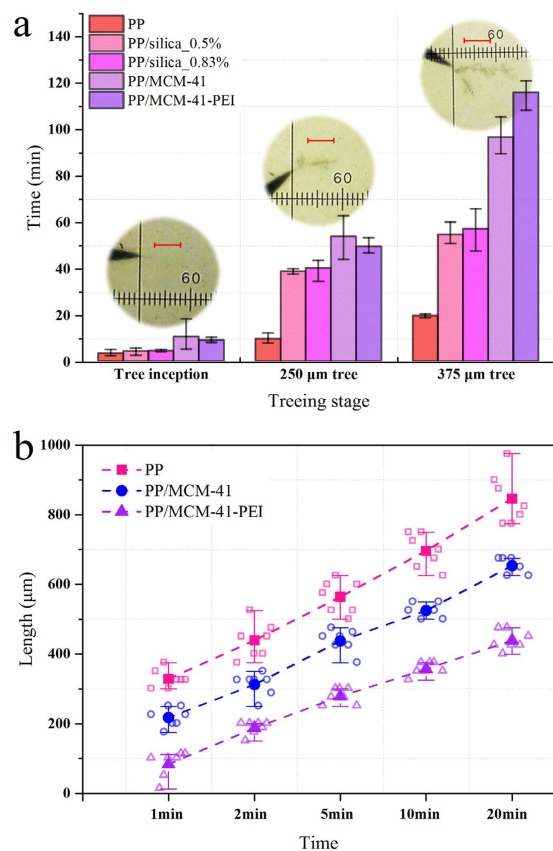 a
PP
PP/silica_0.5%
PP/silica_0.83%
PP/MCM-41
PP/MCM-41-PEI
140
120
100
80
60
40
20
0
Time (min)
60
60
60
Tree inception
250 μm tree
375 μm tree
Treeing stage
b
PP
PP/MCM-41
PP/MCM-41-PEI
1000
800
600
400
200
0
Length (μm)
1min
2min
5min
10min
20min
Time